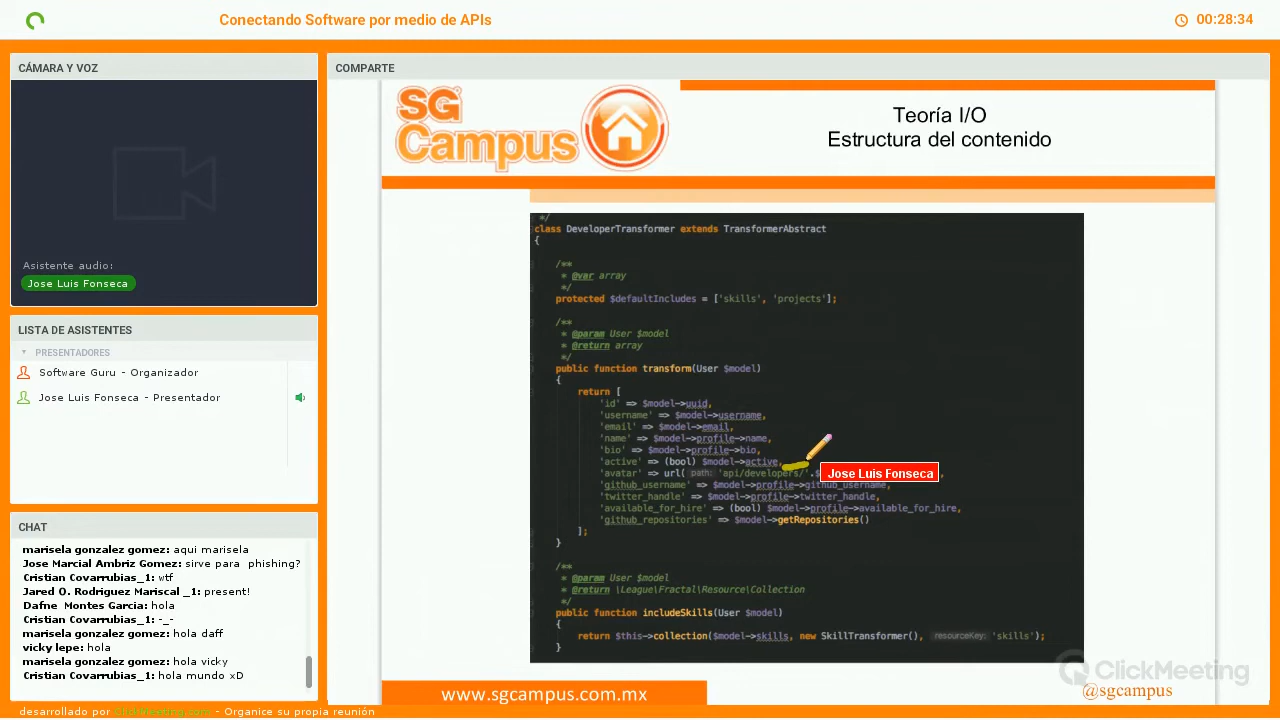 Conectando Software por medio de APIs
00:28:34
CÁMARA Y VOZ
Asistente audio:
Jose Luis Fonseca
LISTA DE ASISTENTES
PRESENTADORES
Software Guru - Organizador
Jose Luis Fonseca - Presentador
CHAT
marisela gonzalez gomez: aqui marisela
Jose Marcial Ambriz Gomez: sirve para phishing?
Cristian Covarrubias_1: wtf
Jared O. Rodriguez Mariscal _1: present!
Dafne Montes Garcia: hola
Cristian Covarrubias_1: -_-
marisela gonzalez gomez: hola daff
vicky lepe: hola
marisela gonzalez gomez: hola vicky
Cristian Covarrubias_1: hola mundo xD
desarrollado por ClickMeeting.com - Organice su propia reunión
COMPARTE
SG
Campus
Teoría I/O
Estructura del contenido
*/
class DeveloperTransformer extends TransformerAbstract
{
/**
* @var array
*/
protected $defaultIncludes = ['skills', 'projects'];
/**
* @param User $model
* @return array
*/
public function transform(User $model)
{
return [
'id' => $model->uuid,
'username' => $model->username,
'email' => $model->email,
'name' => $model->profile->name,
'bio' => $model->profile->bio,
'active' => (bool) $model->active,
'avatar' => url( path: 'api/developers/'.$
'github_username' => $model->profile->github_username,
'twitter_handle' => $model->profile->twitter_handle,
'available_for_hire' => (bool) $model->profile->available_for_hire,
'github_repositories' => $model->getRepositories()
];
}
/**
* @param User $model
* @return \League\Fractal\Resource\Collection
*/
public function includeSkills(User $model)
{
return $this->collection($model->skills, new SkillTransformer(), resourceKey: 'skills');
}
Jose Luis Fonseca
www.sgcampus.com.mx
ClickMeeting
@sgcampus